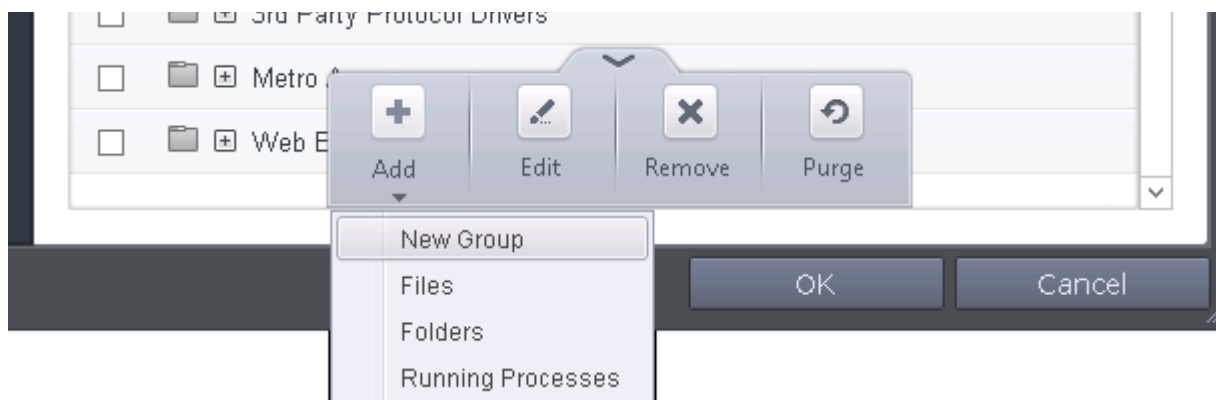 3rd Party Protocol Drivers
Metro
Web
Add
Edit
Remove
Purge
New Group
Files
Folders
Running Processes
OK
Cancel